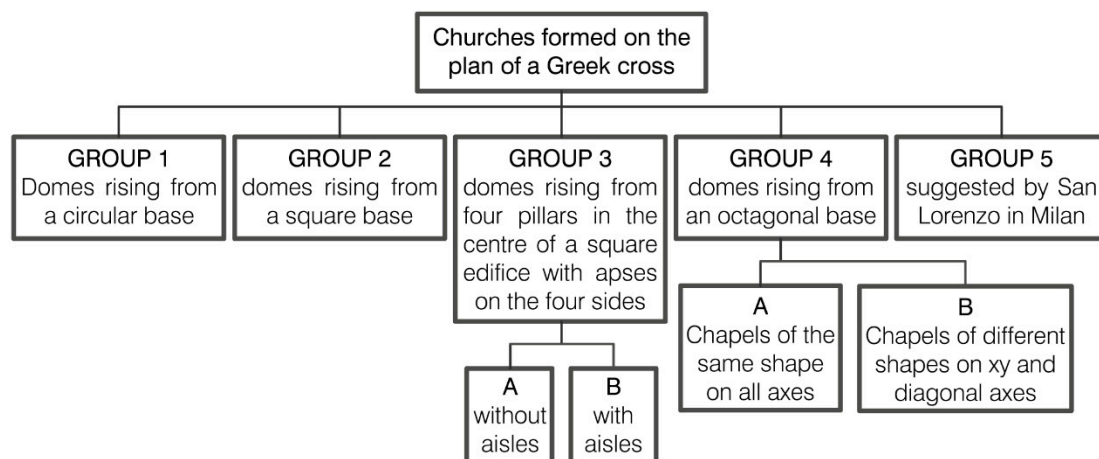 Churches formed on the
plan of a Greek cross
GROUP 1
Domes rising from
a circular base
GROUP 2
domes rising from
a square base
GROUP 3
domes rising from
four pillars in the
centre of a square
edifice with apses
on the four sides
GROUP 4
domes rising from
an octagonal base
GROUP 5
suggested by San
Lorenzo in Milan
A
without
aisles
B
with
aisles
A
Chapels of the
same shape
on all axes
B
Chapels of different
shapes on xy and
diagonal axes